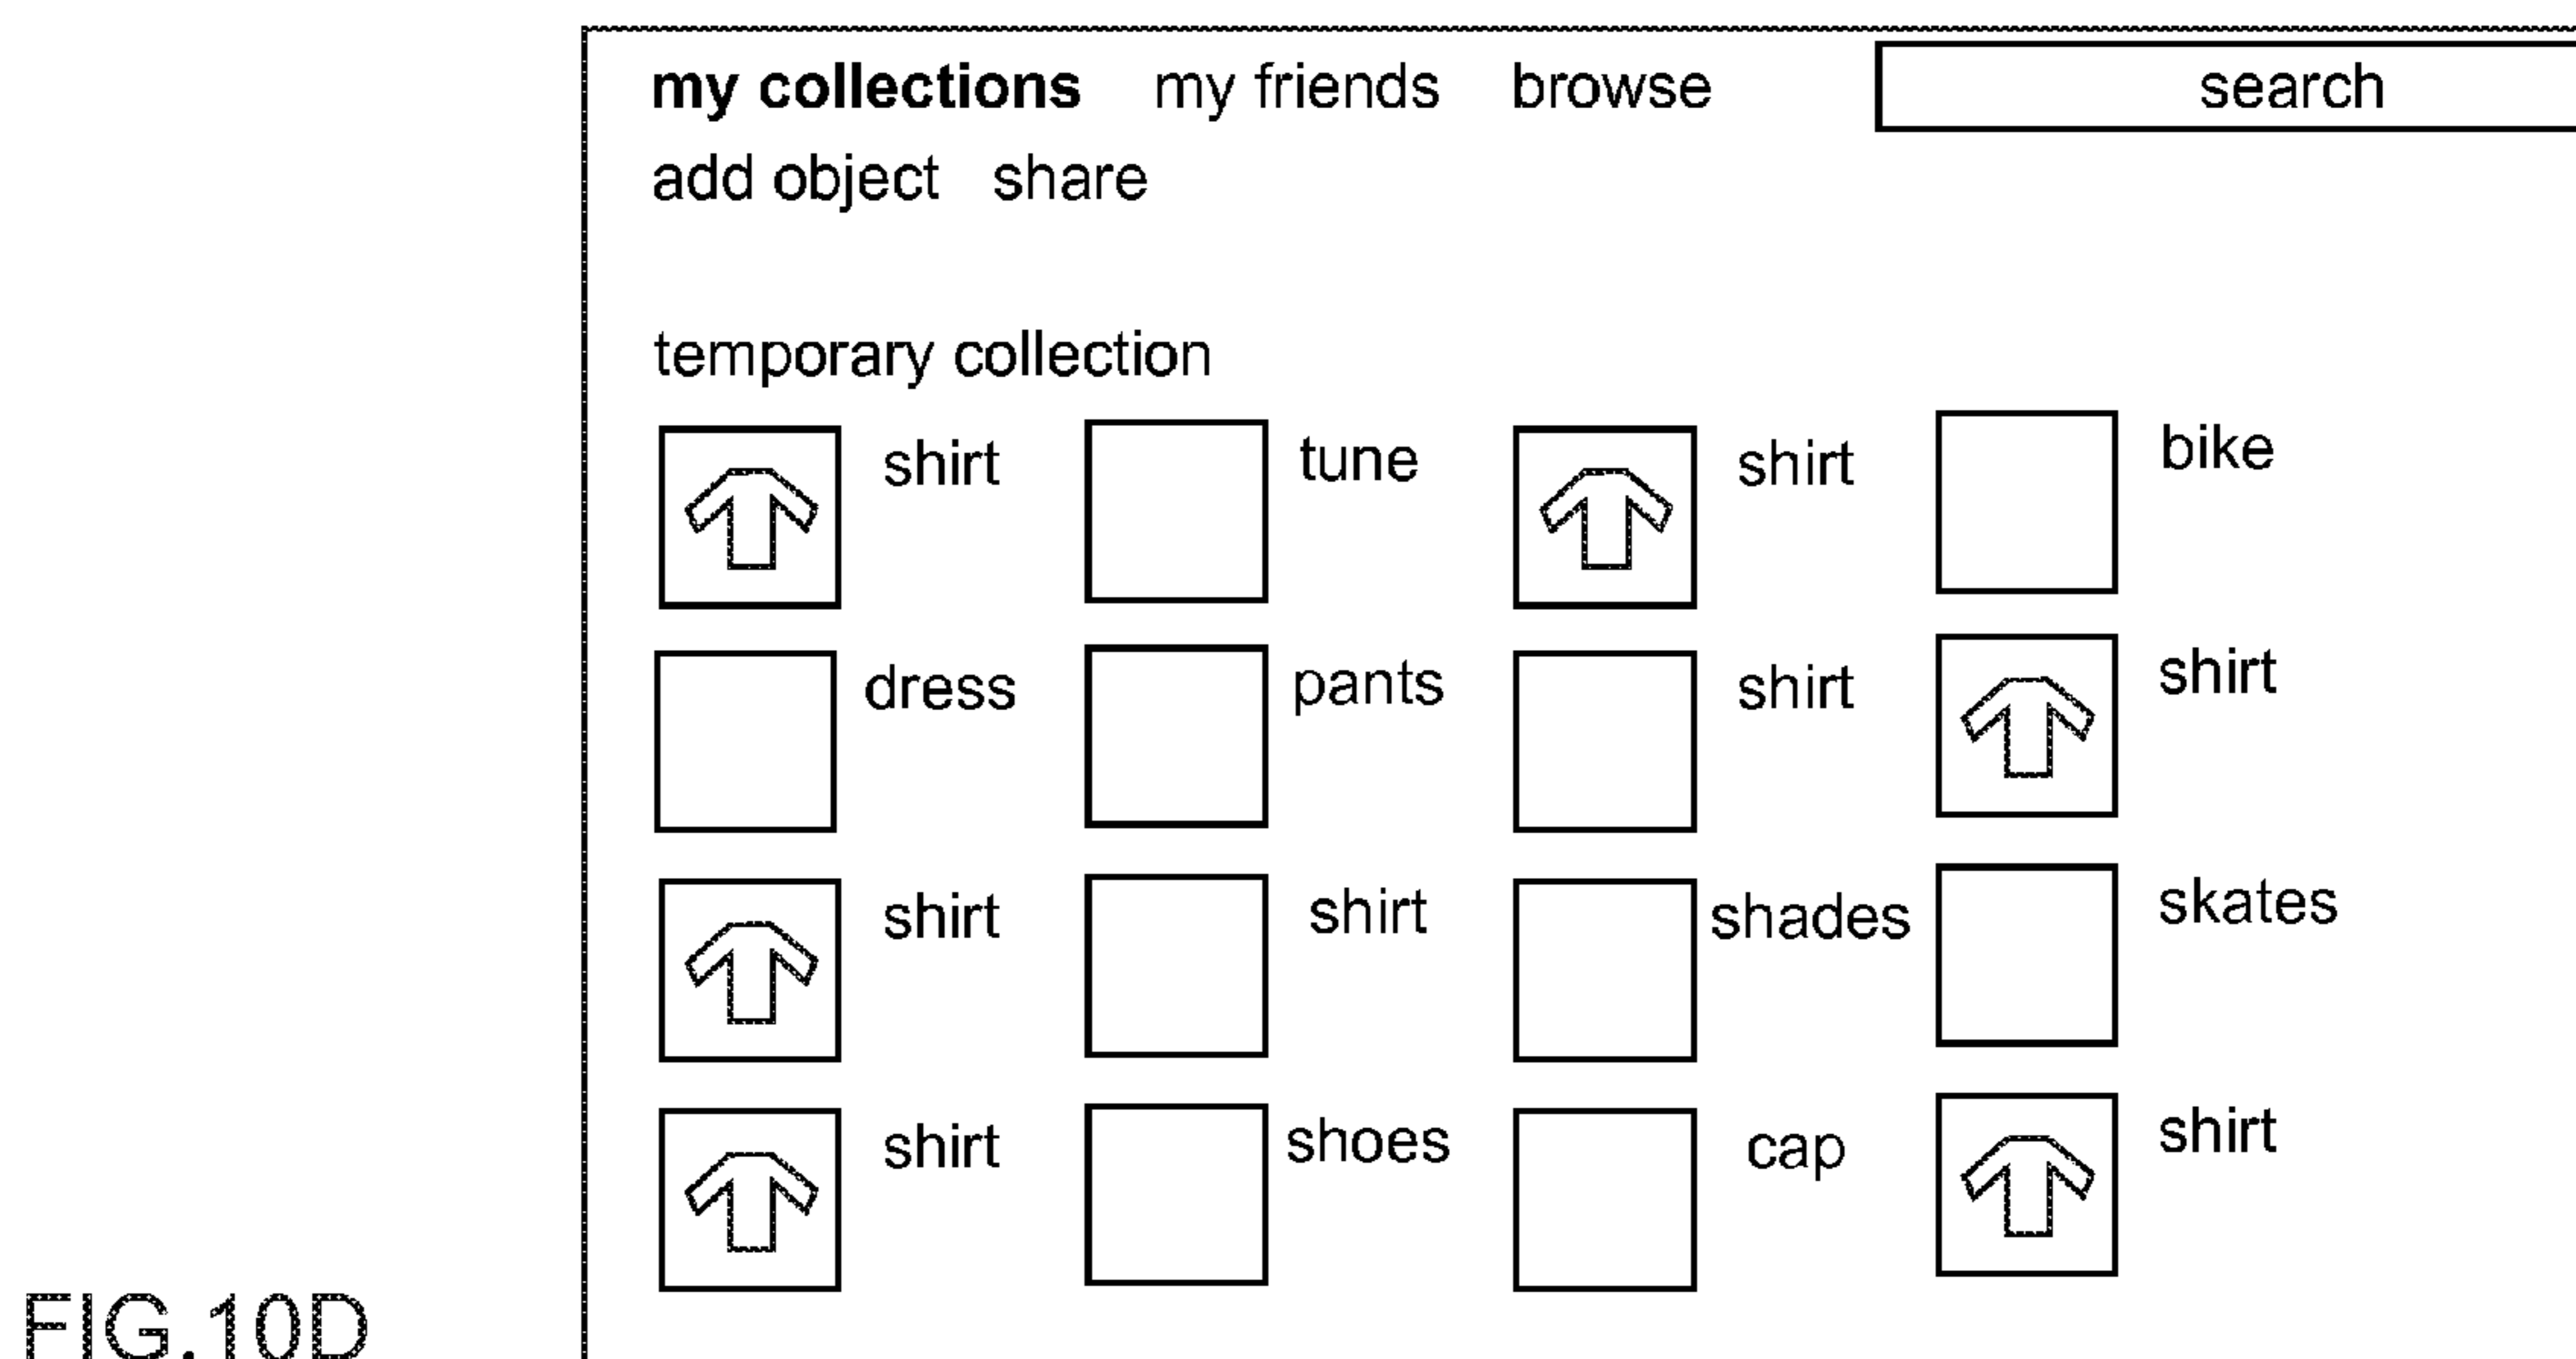 my collections my friends browse search
add object share
temporary collection
shirt tune shirt bike
dress pants shirt shirt
shirt shirt shades skates
shirt shoes cap shirt
FIG.10D